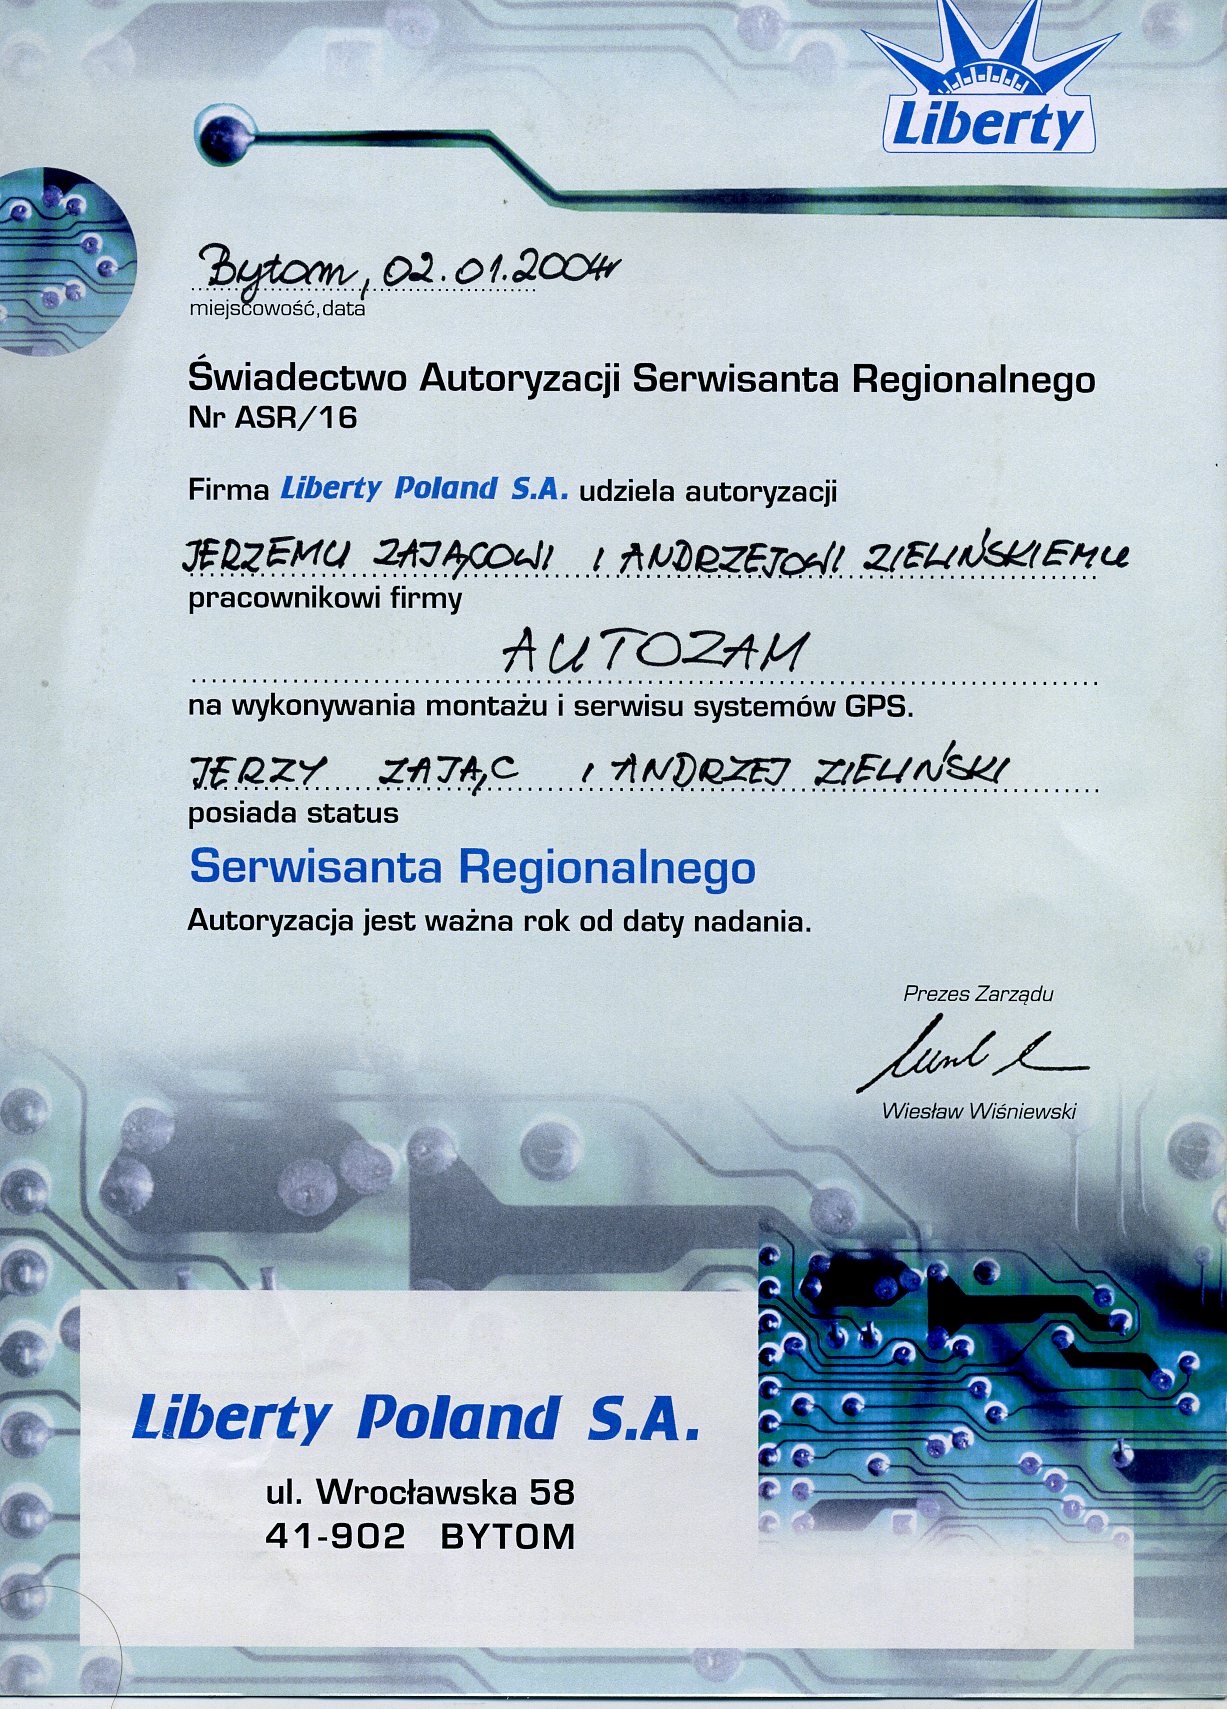 Liberty
Bytom, 02.01.2004r
miejscowość,data
Świadectwo Autoryzacji Serwisanta Regionalnego
Nr ASR/16
Firma Liberty Poland S.A. udziela autoryzacji
JERZEMU ZAJĄCOWI I ANDRZEJOWI ZIELIŃSKIEMU
pracownikowi firmy
AUTOZAM
na wykonywania montażu i serwisu systemów GPS.
JERZY ZAJĄC I ANDRZEJ ZIELIŃSKI
posiada status
Serwisanta Regionalnego
Autoryzacja jest ważna rok od daty nadania.
Prezes Zarządu
Wiesław Wiśniewski
Liberty Poland S.A.
ul. Wrocławska 58
41-902 BYTOM